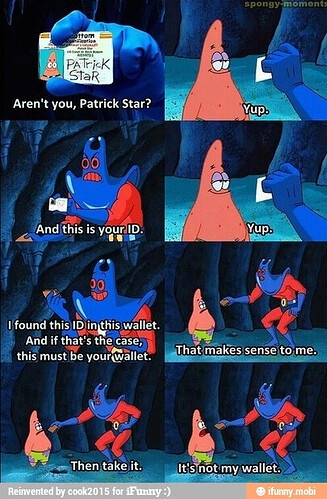 spongy-moments
Bottom
PATRICK
STAR
Aren't you, Patrick Star?
Yup.
And this is your ID.
Yup.
I found this ID in this wallet.
And if that's the case,
this must be your wallet.
That makes sense to me.
Then take it.
It's not my wallet.
Reinvented by cook2015 for iFunny :)
ifunny.mobi